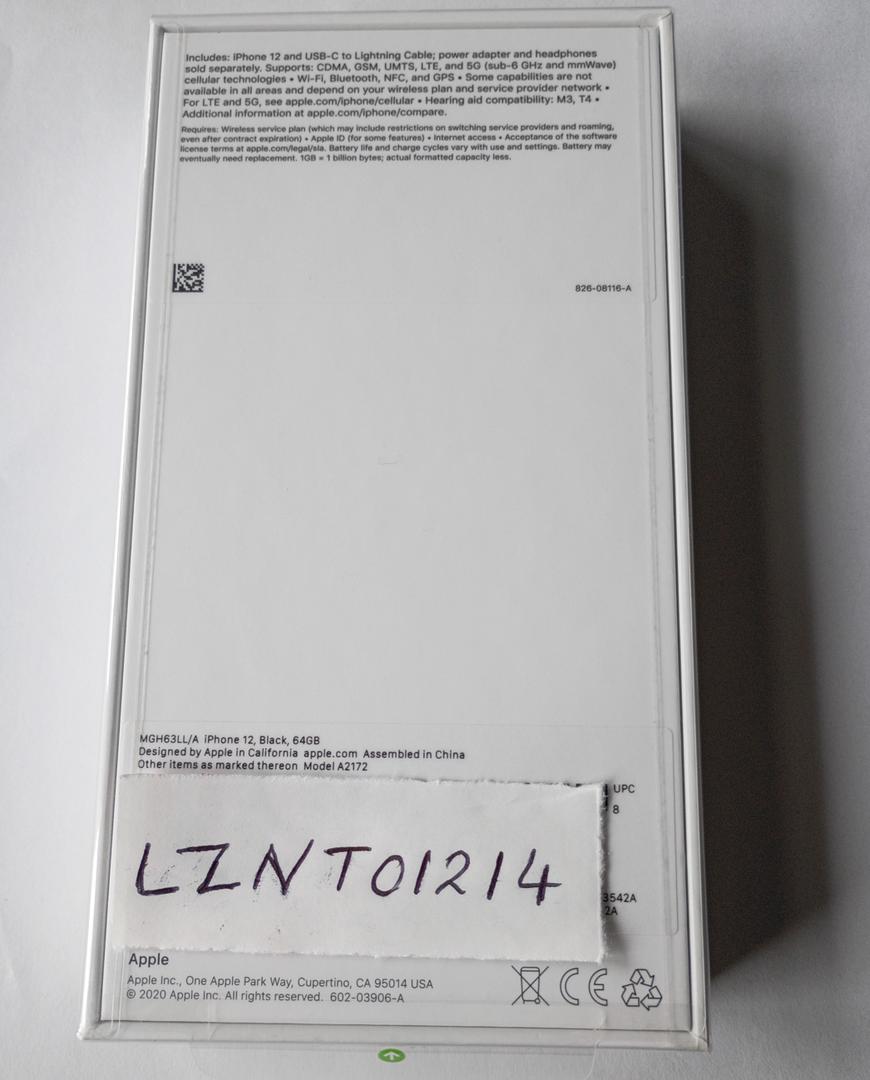 Includes: iPhone 12 and USB-C to Lightning Cable; power adapter and headphones
sold separately. Supports: CDMA, GSM, UMTS, LTE, and 5G (sub-6 GHz and mmWave)
cellular technologies • Wi-Fi, Bluetooth, NFC, and GPS • Some capabilities are not
available in all areas and depend on your wireless plan and service provider network •
For LTE and 5G, see apple.com/iphone/cellular • Hearing aid compatibility: M3, T4 •
Additional information at apple.com/iphone/compare.
Requires: Wireless service plan (which may include restrictions on switching service providers and roaming,
even after contract expiration) • Apple ID (for some features) • Internet access • Acceptance of the software
license terms at apple.com/legal/sla. Battery life and charge cycles vary with use and settings. Battery may
eventually need replacement. 1GB = 1 billion bytes; actual formatted capacity less.
826-08116-A
MGH63LL/A iPhone 12, Black, 64GB
Designed by Apple in California apple.com Assembled in China
Other items as marked thereon Model A2172
UPC
8
LZNT01214
3542A
2A
Apple
Apple Inc., One Apple Park Way, Cupertino, CA 95014 USA
© 2020 Apple Inc. All rights reserved. 602-03906-A
CE